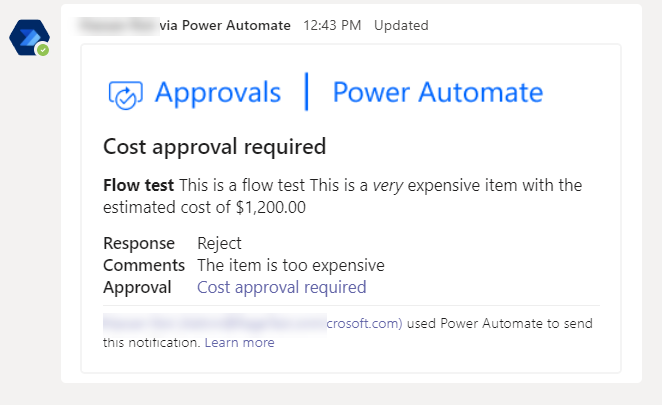 via Power Automate 12:43 PM Updated
Approvals | Power Automate
Cost approval required
Flow test This is a flow test This is a very expensive item with the
estimated cost of $1,200.00
Response Reject
Comments The item is too expensive
Approval Cost approval required
crosoft.com) used Power Automate to send
this notification. Learn more